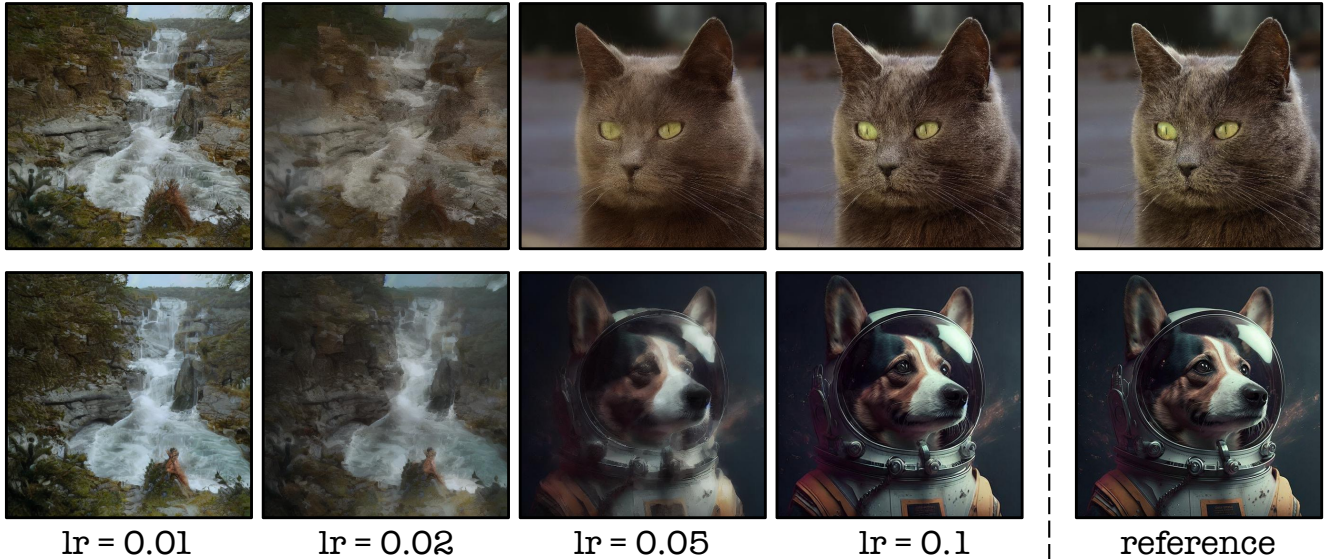 lr = 0.01
lr = 0.02
lr = 0.05
lr = 0.1
reference